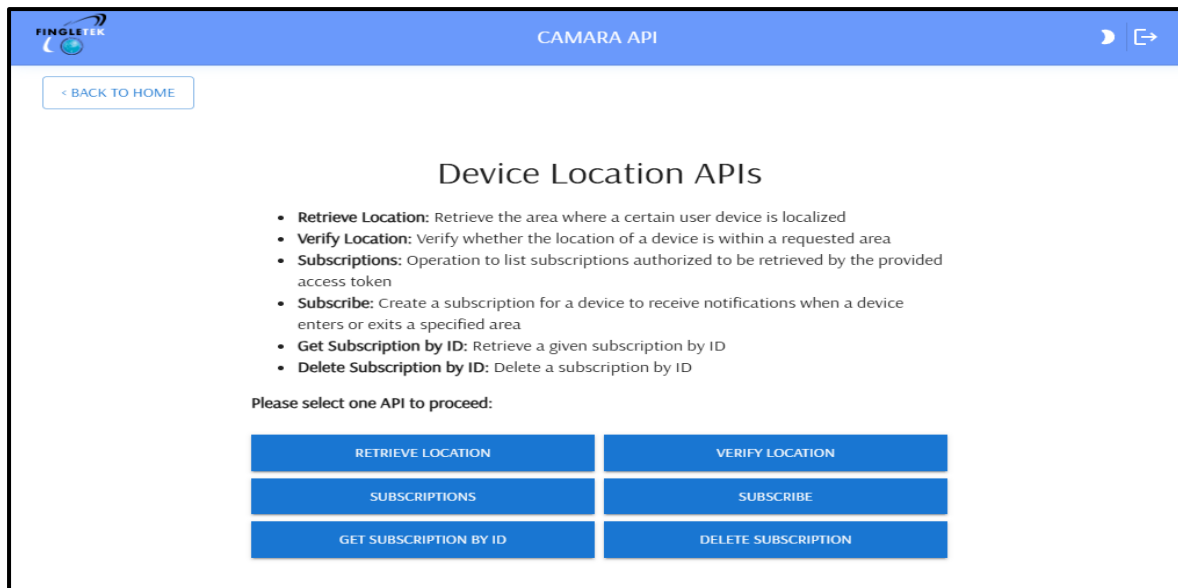 FINGLETEK
CAMARA API
< BACK TO HOME
Device Location APIs
• Retrieve Location: Retrieve the area where a certain user device is localized
• Verify Location: Verify whether the location of a device is within a requested area
• Subscriptions: Operation to list subscriptions authorized to be retrieved by the provided
access token
• Subscribe: Create a subscription for a device to receive notifications when a device
enters or exits a specified area
• Get Subscription by ID: Retrieve a given subscription by ID
• Delete Subscription by ID: Delete a subscription by ID
Please select one API to proceed:
RETRIEVE LOCATION
VERIFY LOCATION
SUBSCRIPTIONS
SUBSCRIBE
GET SUBSCRIPTION BY ID
DELETE SUBSCRIPTION